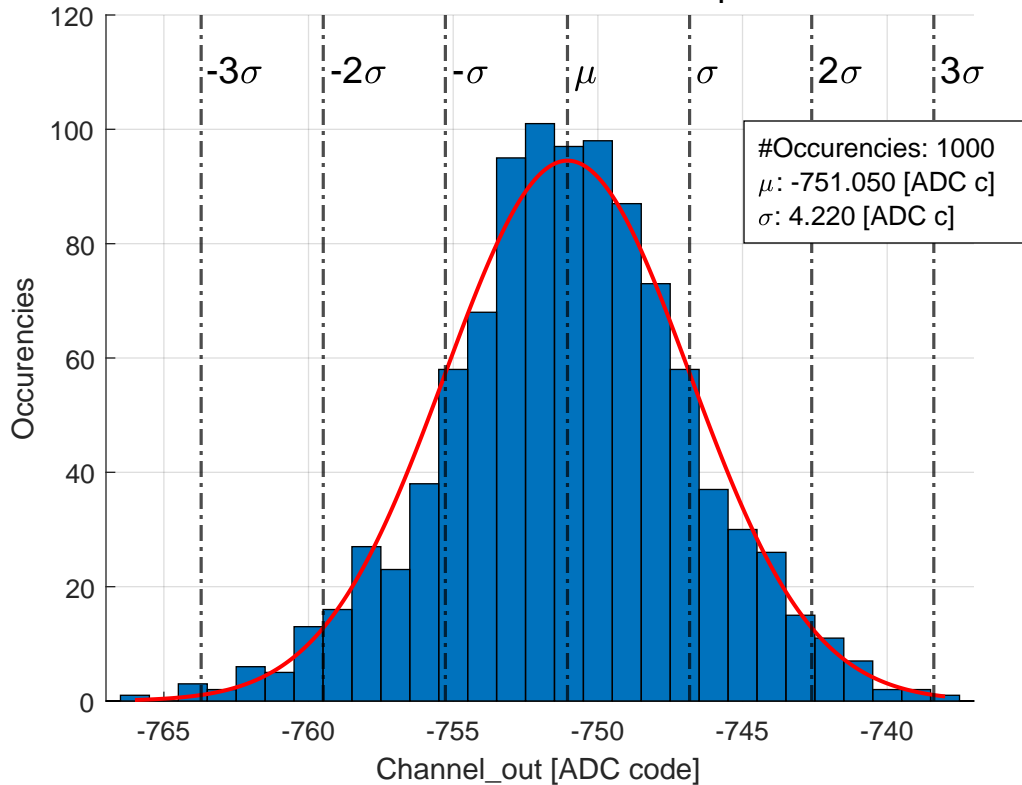 120
100
80
60
40
20
0
-3σ
-2σ
-σ
μ
σ
2σ
3σ
#Occurencies: 1000
μ: -751.050 [ADC c]
σ: 4.220 [ADC c]
Occurencies
-765
-760
-755
-750
-745
-740
Channel_out [ADC code]